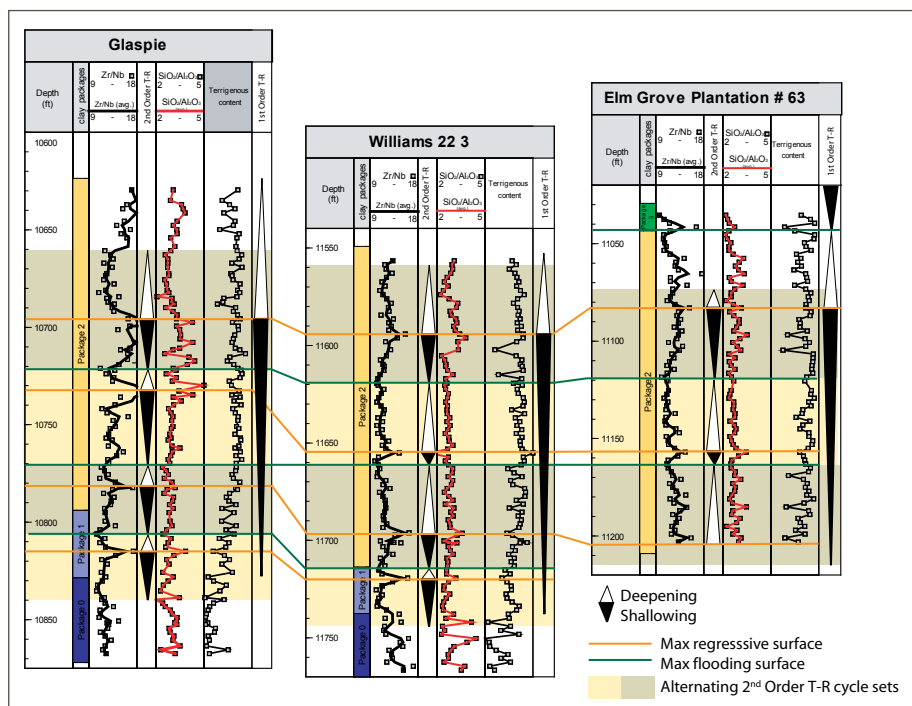 Glaspie
Depth
(ft)
clay packages
Zr/Nb
9 - 18
Zr/Nb (avg.)
9 - 18
2nd Order T-R
SiO₂/Al₂O₃
2 - 5
SiO₂/Al₂O₃
2 - 5
Terrigenous
content
1st Order T-R
10600
10650
10700
10750
10800
10850
Package 2
Package 1
Package 0
Williams 22 3
Depth
(ft)
clay packages
Zr/Nb
9 - 18
Zr/Nb (avg.)
9 - 18
2nd Order T-R
SiO₂/Al₂O₃
2 - 5
SiO₂/Al₂O₃
2 - 5
Terrigenous
content
1st Order T-R
11550
11600
11650
11700
11750
Package 2
Package 1
Package 0
Elm Grove Plantation # 63
Depth
(ft)
clay packages
Zr/Nb
9 - 18
Zr/Nb (avg.)
9 - 18
2nd Order T-R
SiO₂/Al₂O₃
2 - 5
SiO₂/Al₂O₃
2 - 5
Terrigenous
content
1st Order T-R
11050
11100
11150
11200
Package
Package 2
Deepening
Shallowing
Max regresssive surface
Max flooding surface
Alternating 2nd Order T-R cycle sets